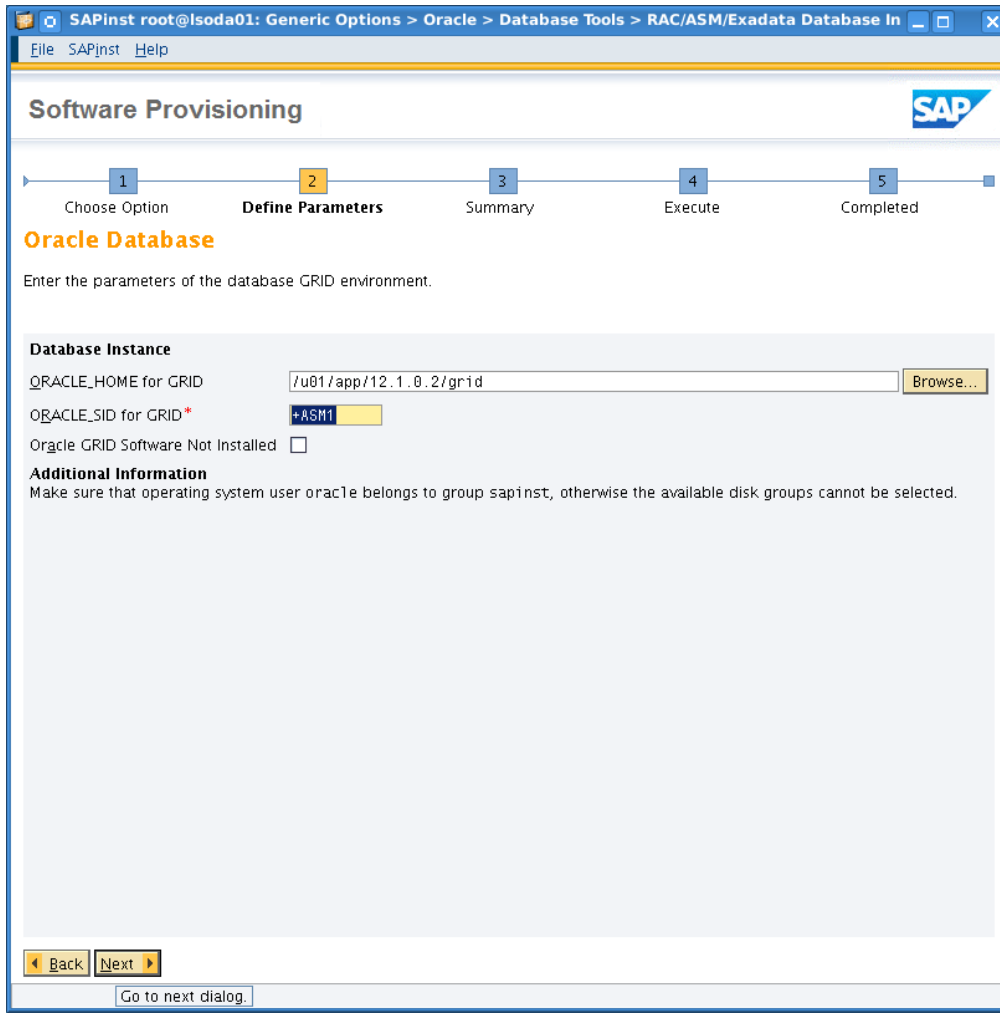 SAPinst root@lsoda01: Generic Options > Oracle > Database Tools > RAC/ASM/Exadata Database In
File SAPinst Help
Software Provisioning
SAP
1 2 3 4 5
Choose Option Define Parameters Summary Execute Completed
Oracle Database
Enter the parameters of the database GRID environment.
Database Instance
ORACLE_HOME for GRID /u01/app/12.1.0.2/grid Browse...
ORACLE_SID for GRID* +ASM1
Oracle GRID Software Not Installed
Additional Information
Make sure that operating system user oracle belongs to group sapinst, otherwise the available disk groups cannot be selected.
Back Next
Go to next dialog.